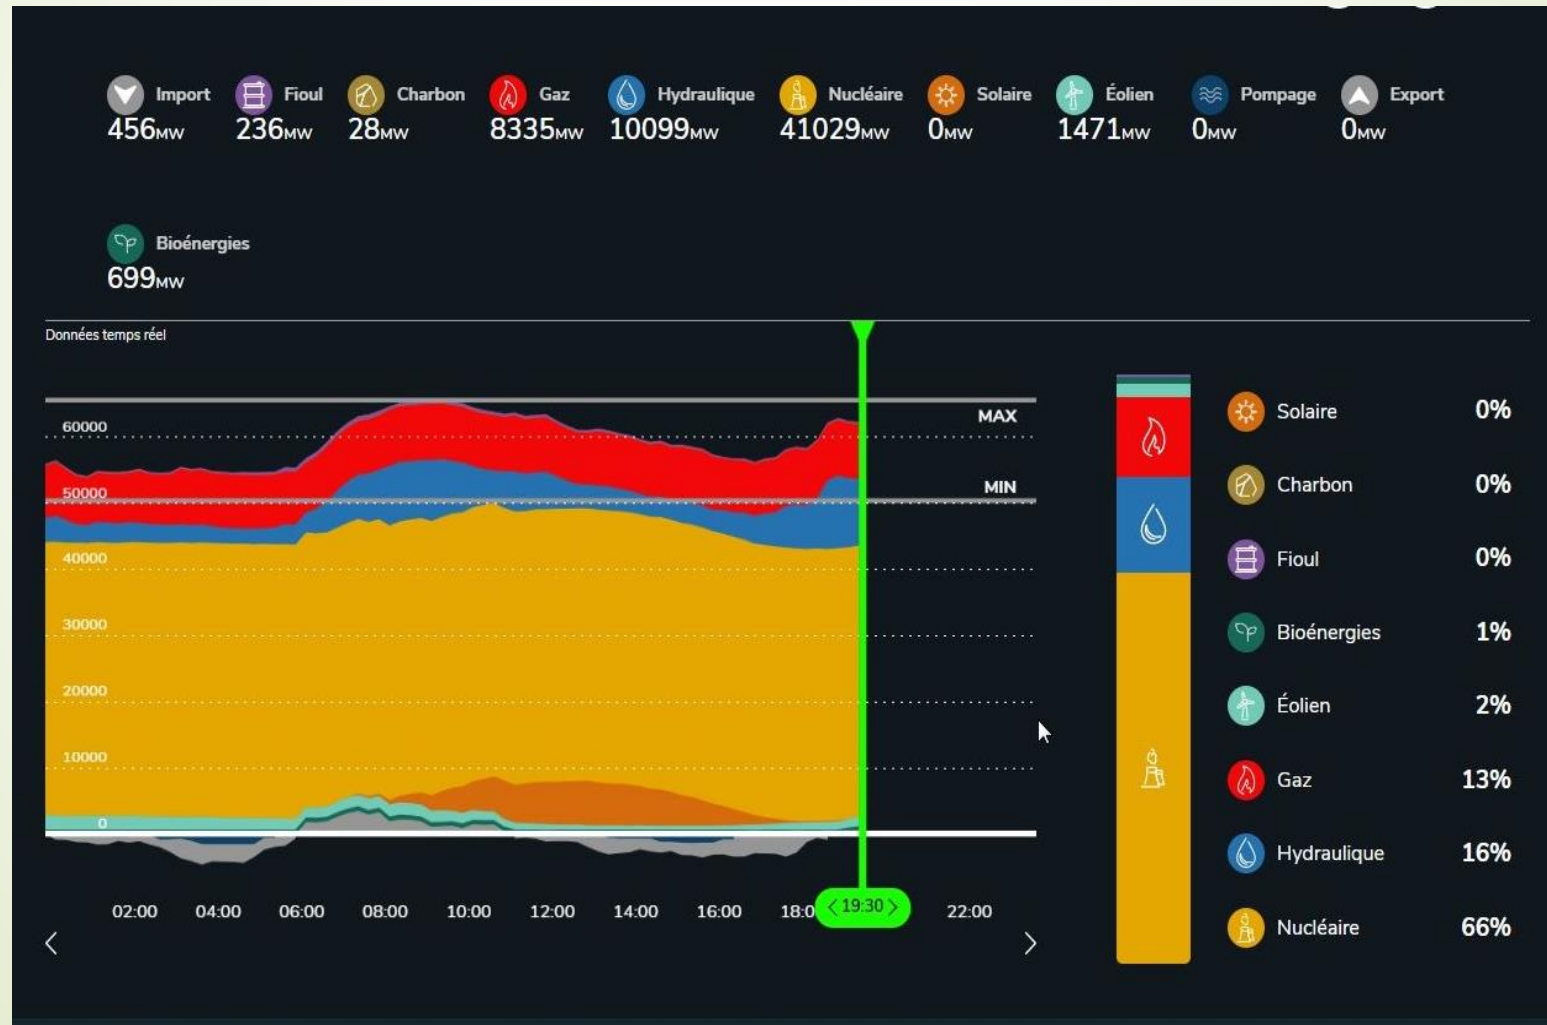 Import Fioul Charbon Gaz Hydraulique Nucléaire Solaire Éolien Pompage Export
456MW 236MW 28MW 8335MW 10099MW 41029MW 0MW 1471MW 0MW 0MW
Bioénergies
699MW
Données temps réel
MAX
60000
MIN
50000
40000
30000
20000
10000
0
02:00 04:00 06:00 08:00 10:00 12:00 14:00 16:00 18:0 19:30 22:00
Solaire 0%
Charbon 0%
Fioul 0%
Bioénergies 1%
Éolien 2%
Gaz 13%
Hydraulique 16%
Nucléaire 66%